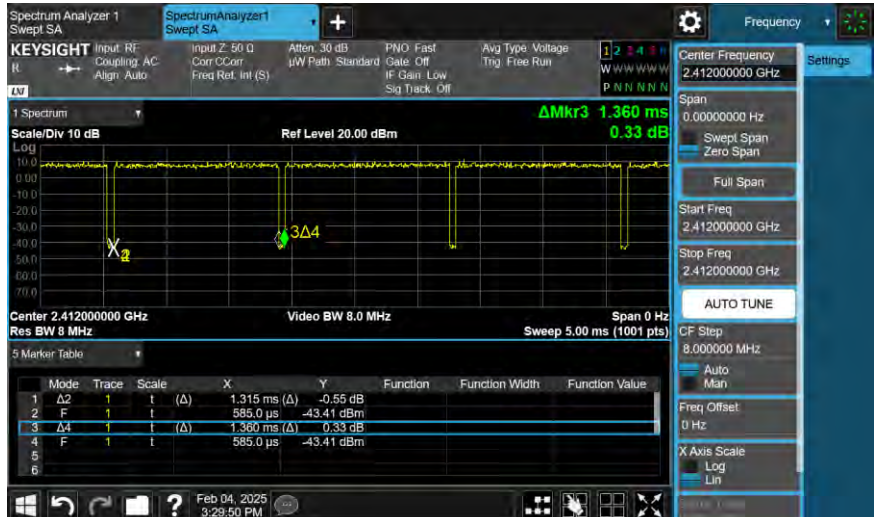 Spectrum Analyzer 1
Swept SA
SpectrumAnalyzer1
Swept SA
+
Frequency
KEYSIGHT
R
LXI
Input: RF
Coupling: AC
Align: Auto
Input Z: 50 Ω
Corr CCorr
Freq Ref: Int (S)
Atten: 30 dB
µW Path: Standard
PNO: Fast
Gate: Off
IF Gain: Low
Sig Track: Off
Avg Type: Voltage
Trig: Free Run
1 2 3 4 5 6
W W W W W W
P N N N N N
Center Frequency
2.412000000 GHz
Settings
1 Spectrum
ΔMkr3 1.360 ms
0.33 dB
Scale/Div 10 dB
Ref Level 20.00 dBm
Log
10.0
0.00
-10.0
-20.0
-30.0
-40.0
-50.0
-60.0
-70.0
3Δ4
Center 2.412000000 GHz
Video BW 8.0 MHz
Span 0 Hz
Res BW 8 MHz
Sweep 5.00 ms (1001 pts)
Span
0.00000000 Hz
Swept Span
Zero Span
Full Span
Start Freq
2.412000000 GHz
Stop Freq
2.412000000 GHz
AUTO TUNE
CF Step
8.000000 MHz
Auto
Man
Freq Offset
0 Hz
X Axis Scale
Log
Lin
5 Marker Table
Mode Trace Scale X Y Function Function Width Function Value
1 Δ2 1 t (Δ) 1.315 ms (Δ) -0.55 dB
2 F 1 t 585.0 µs -43.41 dBm
3 Δ4 1 t (Δ) 1.360 ms (Δ) 0.33 dB
4 F 1 t 585.0 µs -43.41 dBm
5
6
?
Feb 04, 2025
3:29:50 PM